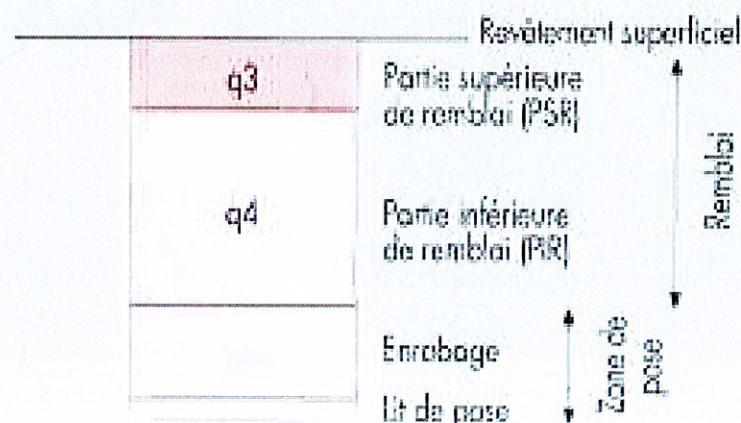 Revêtement superficiel
q3
Partie supérieure
de remblai (PSR)
q4
Partie inférieure
de remblai (PIR)
Remblai
Enrobage
Zone de
pose
Lit de pose